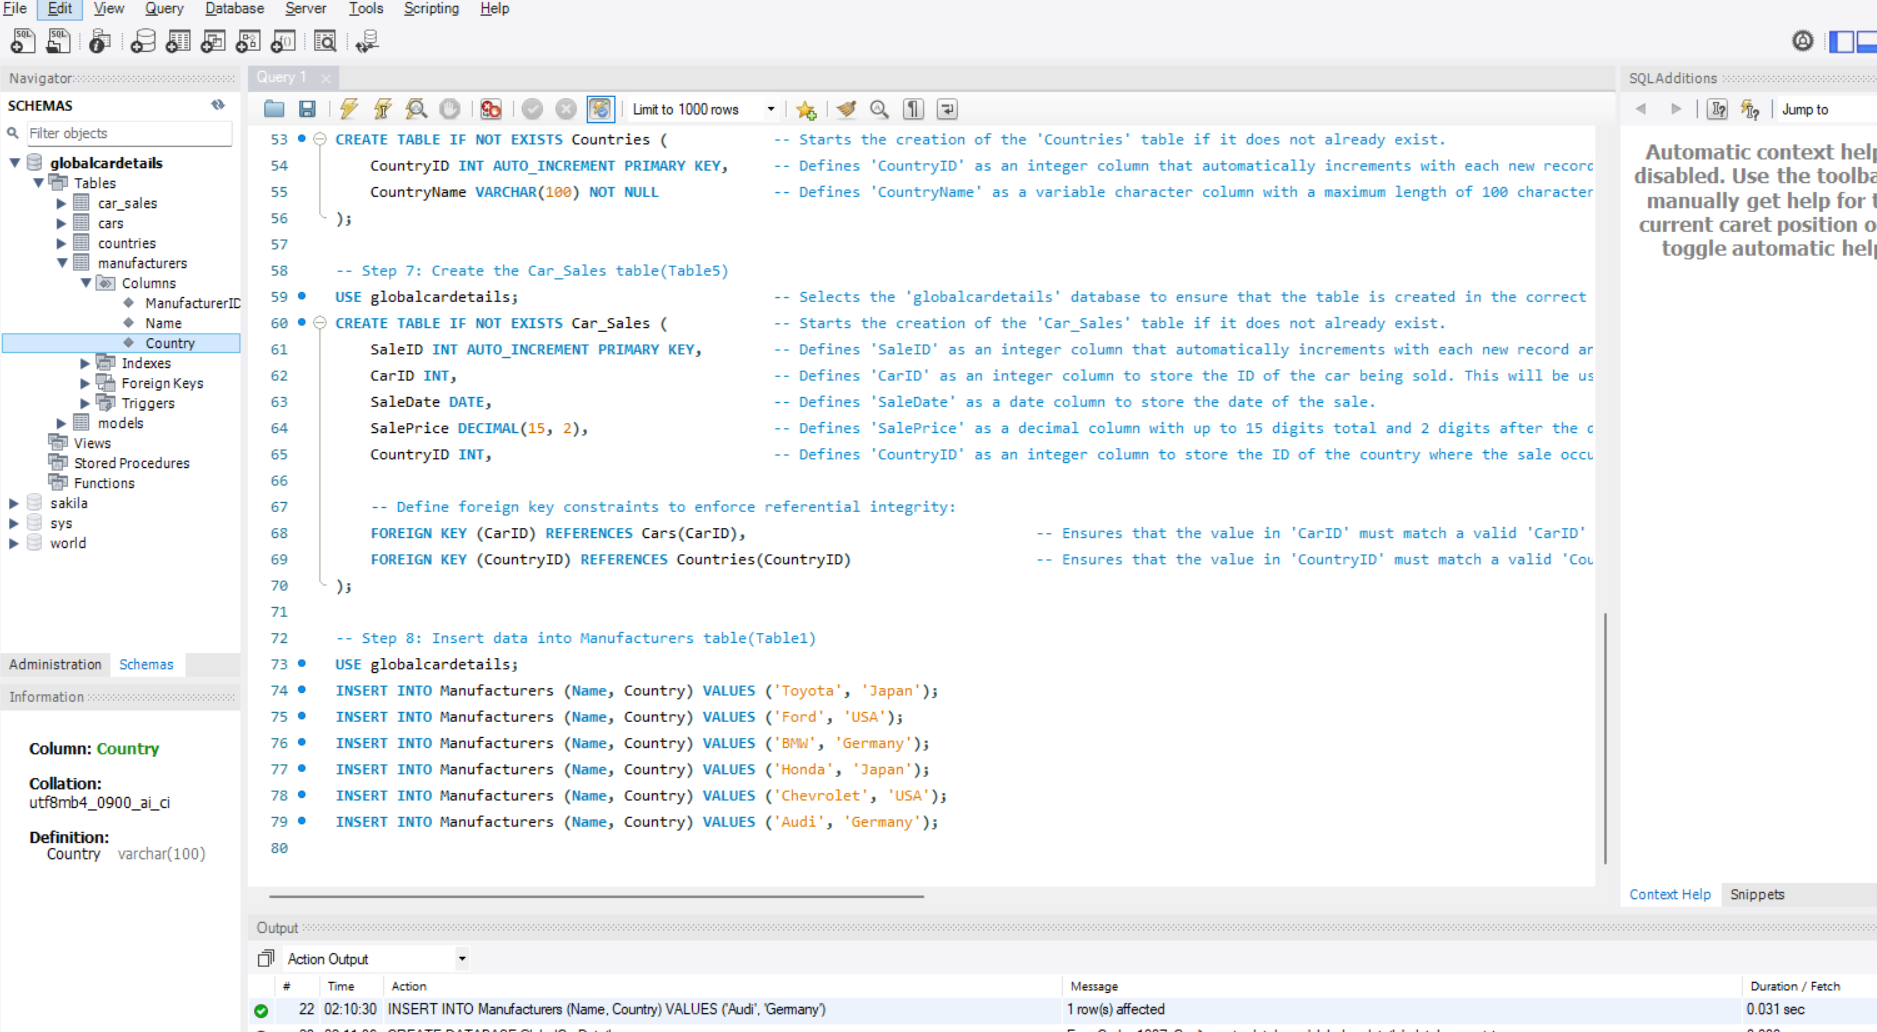 File Edit View Query Database Server Tools Scripting Help
Navigator
SCHEMAS
Filter objects
globalcardetails
Tables
car_sales
cars
countries
manufacturers
Columns
ManufacturerID
Name
Country
Indexes
Foreign Keys
Triggers
models
Views
Stored Procedures
Functions
sakila
sys
world
Administration Schemas
Information
Column: Country
Collation:
utf8mb4_0900_ai_ci
Definition:
Country varchar(100)
Query 1
Limit to 1000 rows
53 CREATE TABLE IF NOT EXISTS Countries ( -- Starts the creation of the 'Countries' table if it does not already exist.
54 CountryID INT AUTO_INCREMENT PRIMARY KEY, -- Defines 'CountryID' as an integer column that automatically increments with each new record
55 CountryName VARCHAR(100) NOT NULL -- Defines 'CountryName' as a variable character column with a maximum length of 100 character
56 );
57
58 -- Step 7: Create the Car_Sales table(Table5)
59 USE globalcardetails; -- Selects the 'globalcardetails' database to ensure that the table is created in the correct
60 CREATE TABLE IF NOT EXISTS Car_Sales ( -- Starts the creation of the 'Car_Sales' table if it does not already exist.
61 SaleID INT AUTO_INCREMENT PRIMARY KEY, -- Defines 'SaleID' as an integer column that automatically increments with each new record ar
62 CarID INT, -- Defines 'CarID' as an integer column to store the ID of the car being sold. This will be us
63 SaleDate DATE, -- Defines 'SaleDate' as a date column to store the date of the sale.
64 SalePrice DECIMAL(15, 2), -- Defines 'SalePrice' as a decimal column with up to 15 digits total and 2 digits after the
65 CountryID INT, -- Defines 'CountryID' as an integer column to store the ID of the country where the sale occu
66
67 -- Define foreign key constraints to enforce referential integrity:
68 FOREIGN KEY (CarID) REFERENCES Cars(CarID), -- Ensures that the value in 'CarID' must match a valid 'CarID'
69 FOREIGN KEY (CountryID) REFERENCES Countries(CountryID) -- Ensures that the value in 'CountryID' must match a valid 'Cou
70 );
71
72 -- Step 8: Insert data into Manufacturers table(Table1)
73 USE globalcardetails;
74 INSERT INTO Manufacturers (Name, Country) VALUES ('Toyota', 'Japan');
75 INSERT INTO Manufacturers (Name, Country) VALUES ('Ford', 'USA');
76 INSERT INTO Manufacturers (Name, Country) VALUES ('BMW', 'Germany');
77 INSERT INTO Manufacturers (Name, Country) VALUES ('Honda', 'Japan');
78 INSERT INTO Manufacturers (Name, Country) VALUES ('Chevrolet', 'USA');
79 INSERT INTO Manufacturers (Name, Country) VALUES ('Audi', 'Germany');
80
SQLAdditions
Jump to
Automatic context help
disabled. Use the toolba
manually get help for t
current caret position o
toggle automatic help
Context Help Snippets
Output
Action Output
# Time Action Message Duration / Fetch
22 02:10:30 INSERT INTO Manufacturers (Name, Country) VALUES ('Audi', 'Germany') 1 row(s) affected 0.031 sec